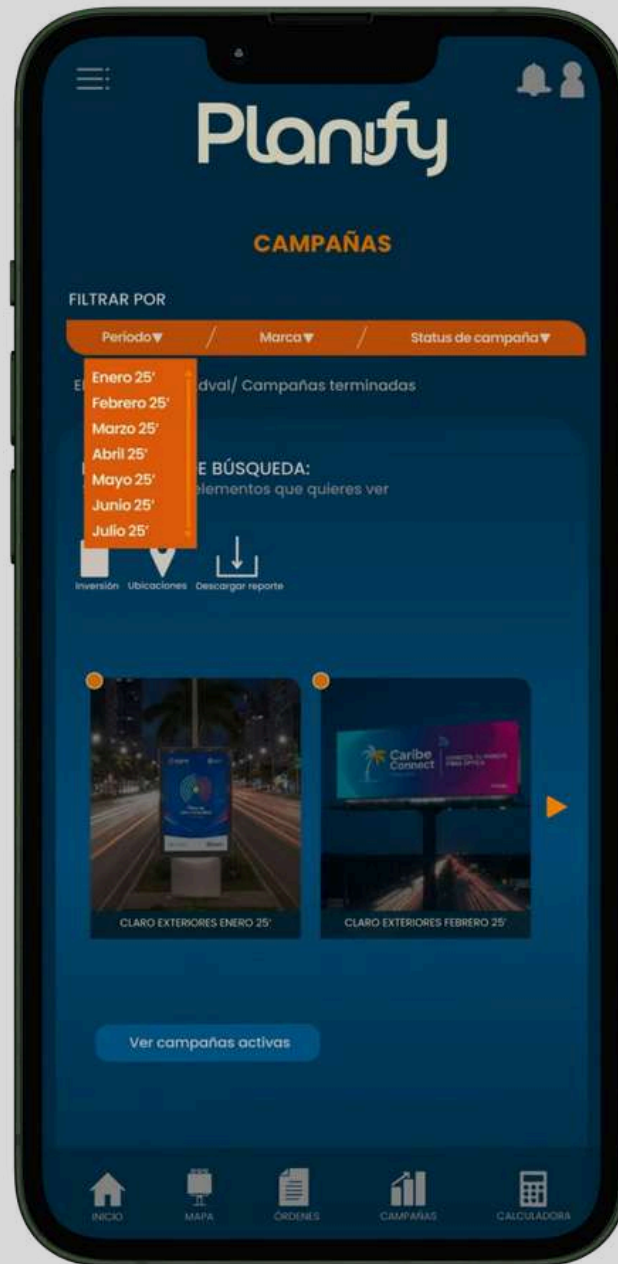 Planify
CAMPAÑAS
FILTRAR POR
Periodo▼ / Marca▼ / Status de campaña▼
Enero 25'
Febrero 25'
Marzo 25'
Abril 25'
Mayo 25'
Junio 25'
Julio 25'
dval/ Campañas terminadas
E BÚSQUEDA:
elementos que quieres ver
Inversión Ubicaciones Descargar reporte
Caribe
Connect
CLARO EXTERIORES ENERO 25' CLARO EXTERIORES FEBRERO 25'
Ver campañas activas
INICIO MAPA ÓRDENES CAMPAÑAS CALCULADORA